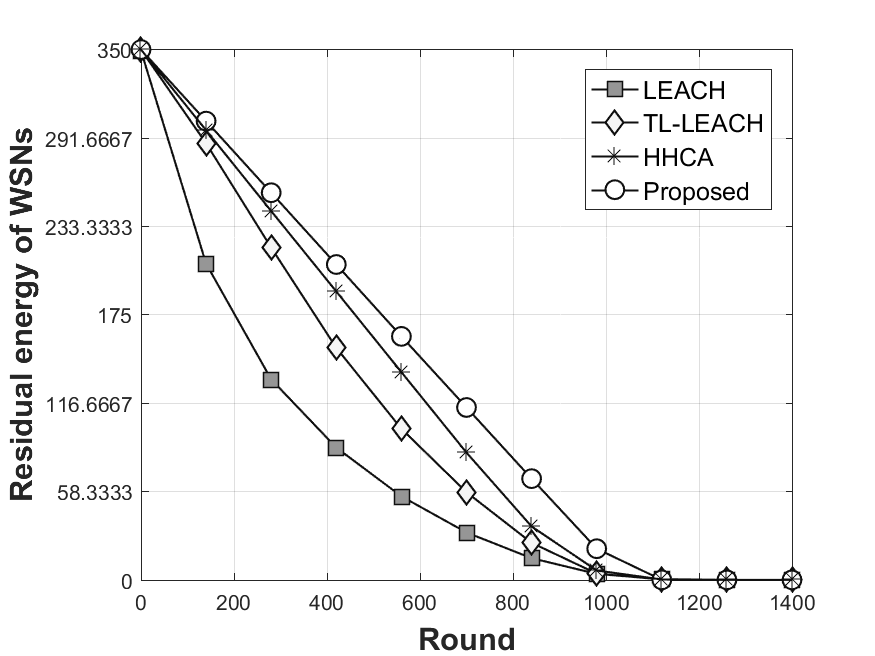 350
291.6667
233.3333
175
116.6667
58.3333
0
Residual energy of WSNs
LEACH
TL-LEACH
HHCA
Proposed
0 200 400 600 800 1000 1200 1400
Round